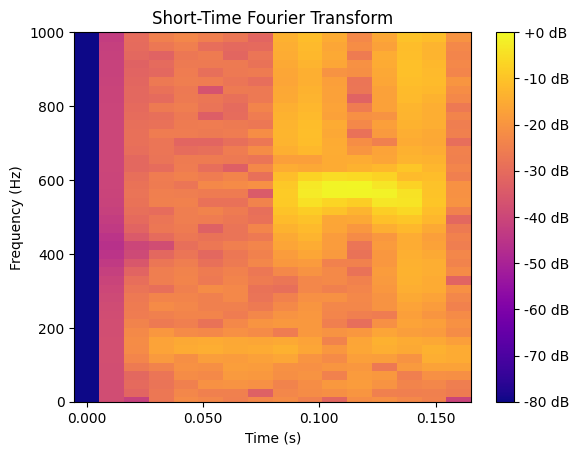 Short-Time Fourier Transform
1000
800
600
400
200
0
Frequency (Hz)
0.000
0.050
0.100
0.150
Time (s)
+0 dB
-10 dB
-20 dB
-30 dB
-40 dB
-50 dB
-60 dB
-70 dB
-80 dB